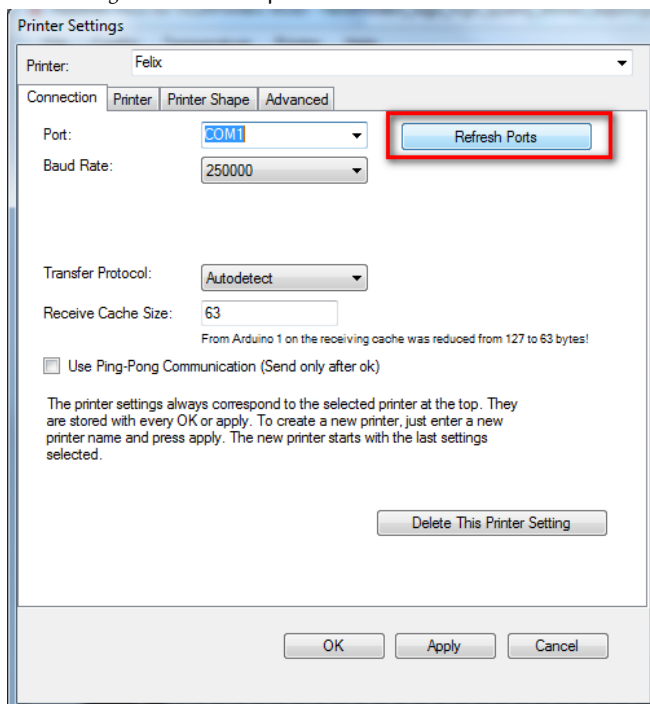 Printer Settings
Printer: Felix
Connection Printer Printer Shape Advanced
Port: COM1 Refresh Ports
Baud Rate: 250000
Transfer Protocol: Autodetect
Receive Cache Size: 63
From Arduino 1 on the receiving cache was reduced from 127 to 63 bytes!
Use Ping-Pong Communication (Send only after ok)
The printer settings always correspond to the selected printer at the top. They
are stored with every OK or apply. To create a new printer, just enter a new
printer name and press apply. The new printer starts with the last settings
selected.
Delete This Printer Setting
OK Apply Cancel